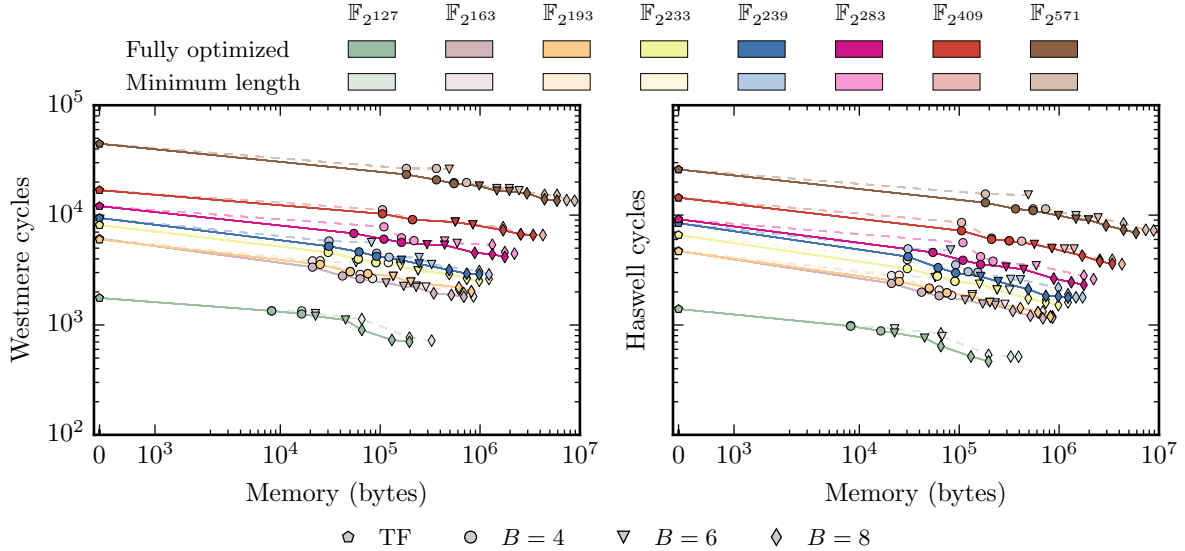 𝔽₂127 𝔽₂163 𝔽₂193 𝔽₂233 𝔽₂239 𝔽₂283 𝔽₂409 𝔽₂571
Fully optimized
Minimum length
10⁵
10⁴
10³
10²
Westmere cycles
0 10³ 10⁴ 10⁵ 10⁶ 10⁷
Memory (bytes)
Haswell cycles
0 10³ 10⁴ 10⁵ 10⁶ 10⁷
Memory (bytes)
TF B = 4 B = 6 B = 8